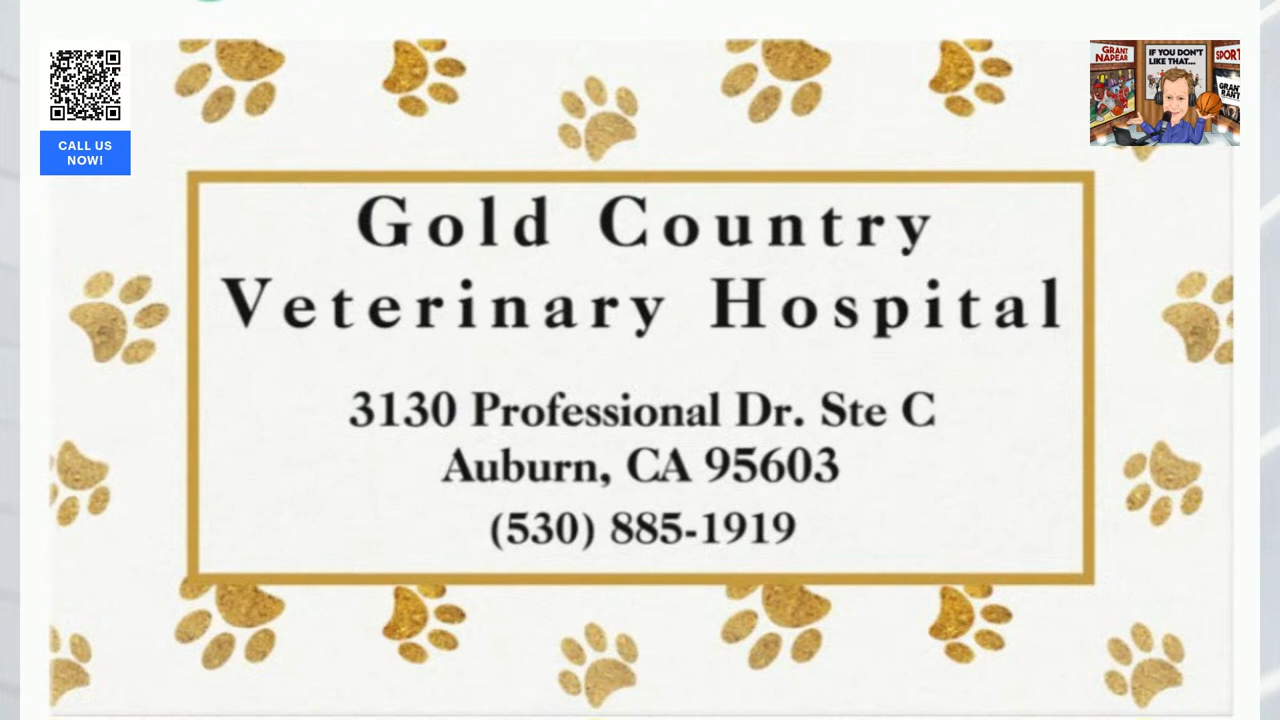 CALL US
NOW!
GRANT
NAPEAR
IF YOU DON'T
LIKE THAT...
Gold Country
Veterinary Hospital
3130 Professional Dr. Ste C
Auburn, CA 95603
(530) 885-1919